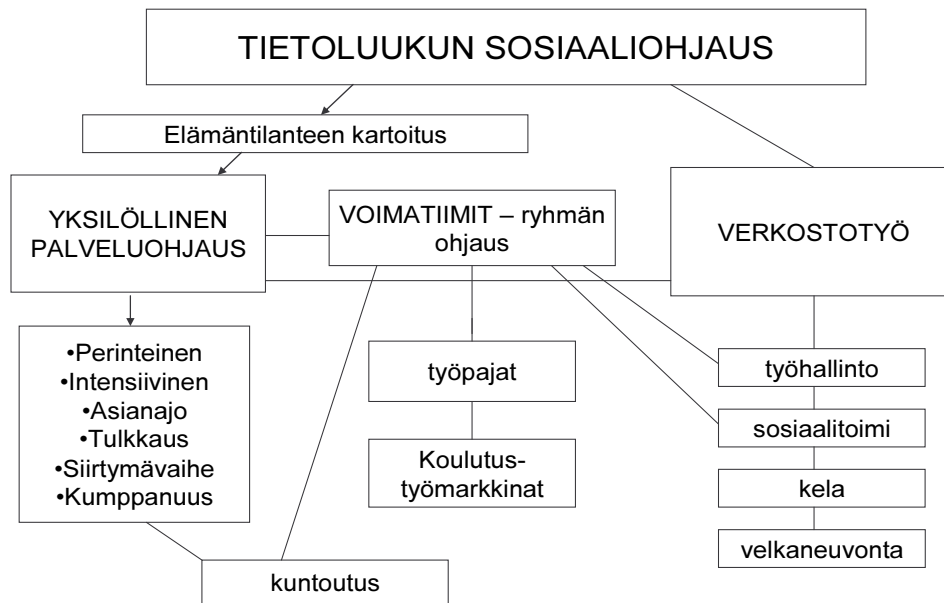 TIETOLUUKUN SOSIAALIOHJAUS
Elämäntilanteen kartoitus
YKSILÖLLINEN
PALVELUOHJAUS
VOIMATIIMIT – ryhmän
ohjaus
VERKOSTOTYÖ
•Perinteinen
•Intensiivinen
•Asianajo
•Tulkkaus
•Siirtymävaihe
•Kumppanuus
työpajat
Koulutus-
työmarkkinat
työhallinto
sosiaalitoimi
kela
velkaneuvonta
kuntoutus